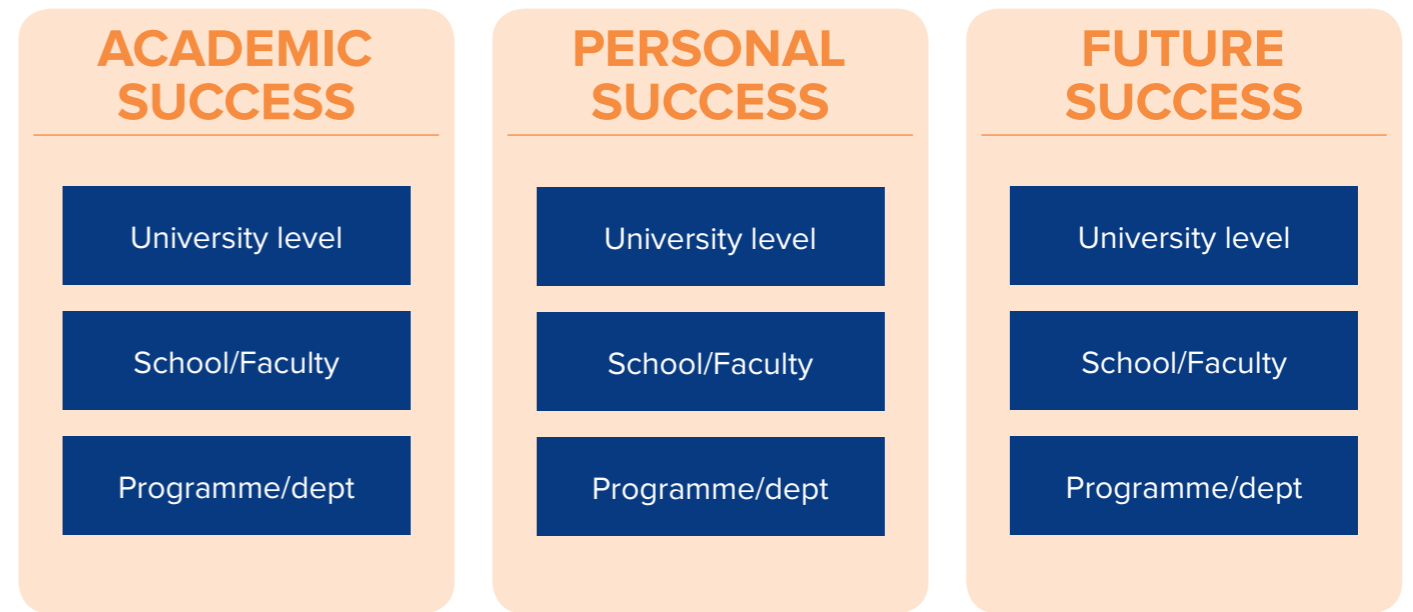 ACADEMIC
SUCCESS
University level
School/Faculty
Programme/dept
PERSONAL
SUCCESS
University level
School/Faculty
Programme/dept
FUTURE
SUCCESS
University level
School/Faculty
Programme/dept